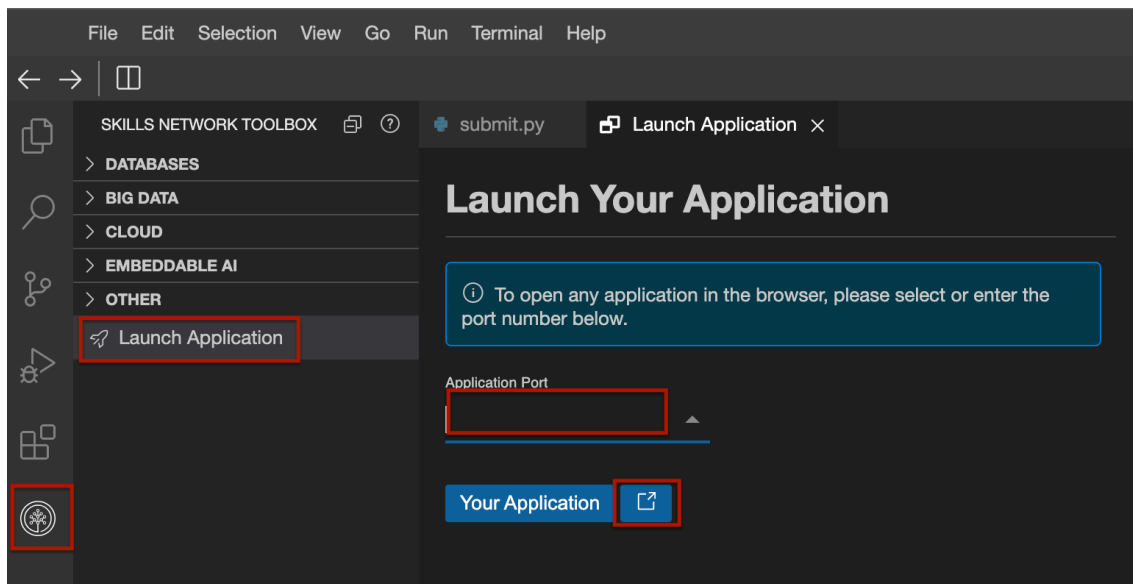 File Edit Selection View Go Run Terminal Help
SKILLS NETWORK TOOLBOX
DATABASES
BIG DATA
CLOUD
EMBEDDABLE AI
OTHER
Launch Application
submit.py
Launch Application
Launch Your Application
To open any application in the browser, please select or enter the
port number below.
Application Port
Your Application